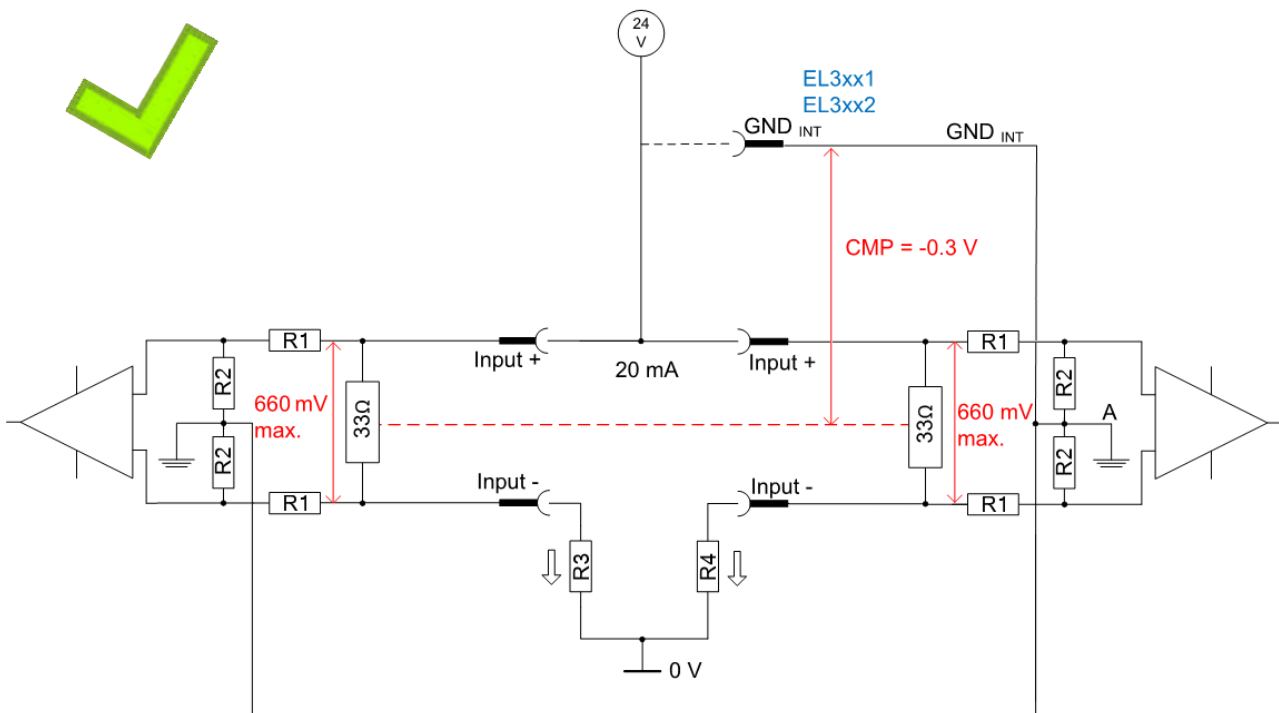 24
V
EL3xx1
EL3xx2
GND INT
GND INT
CMP = -0.3 V
R1
Input +
20 mA
Input +
R1
R2
660 mV
max.
33Ω
33Ω
660 mV
max.
R2
A
R2
R2
R1
Input -
Input -
R1
R3
R4
0 V